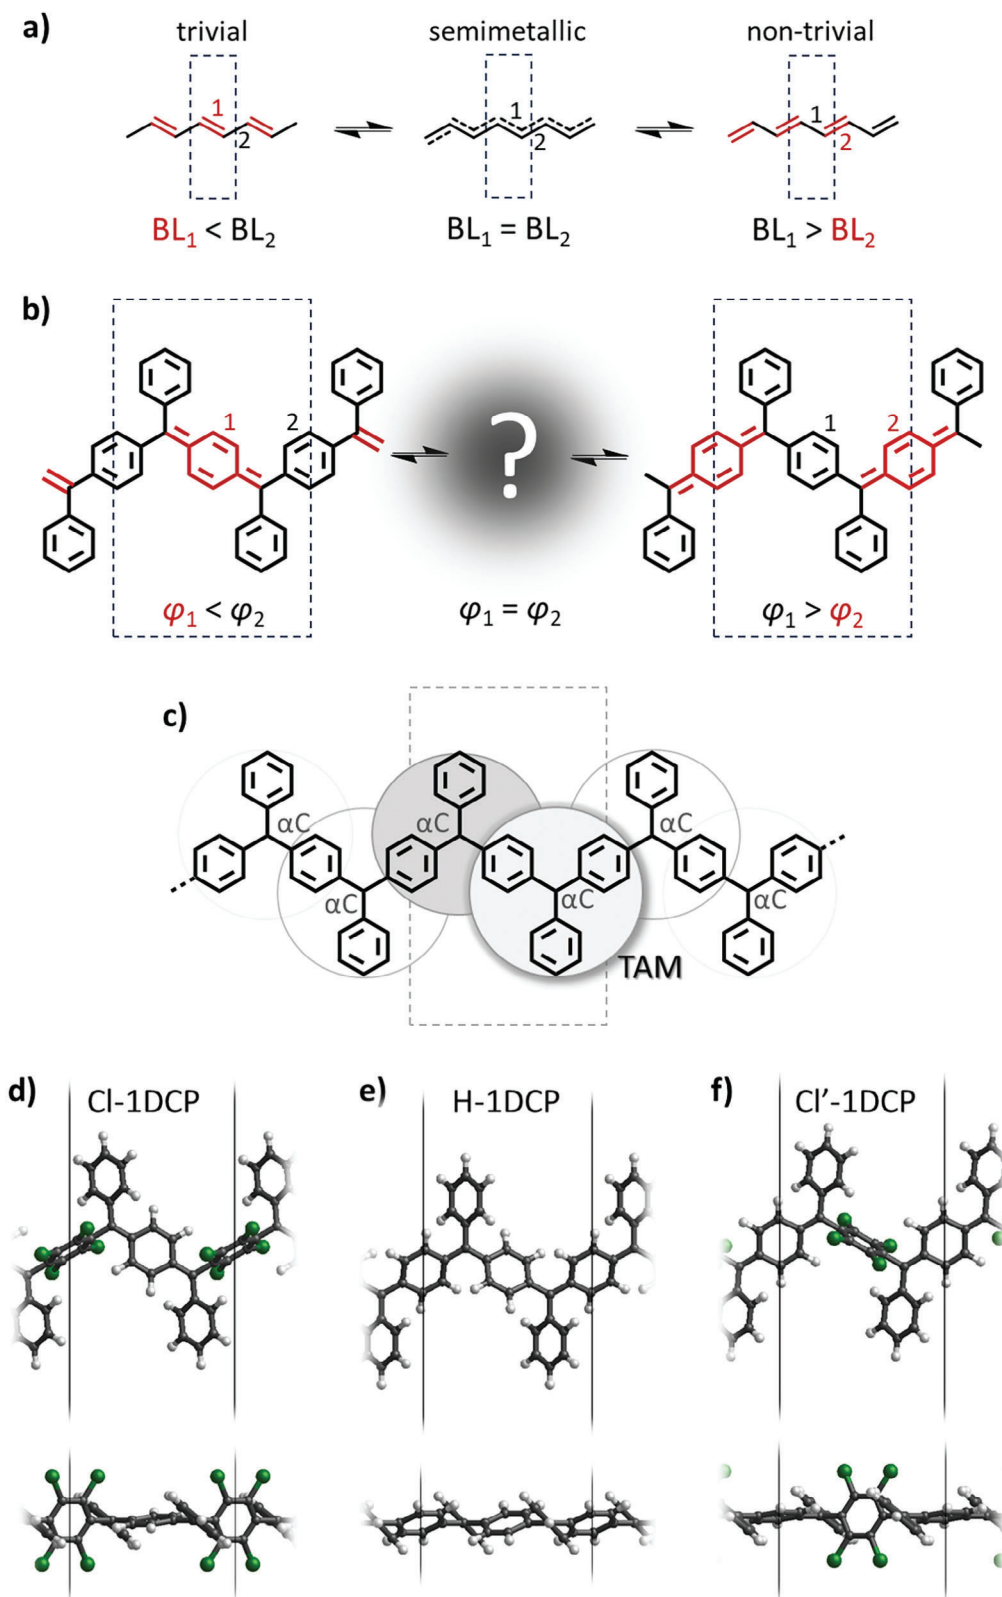 a)
trivial
semimetallic
non-trivial
1
2
1
2
1
2
BL₁ < BL₂
BL₁ = BL₂
BL₁ > BL₂
b)
1
2
?
1
2
φ₁ < φ₂
φ₁ = φ₂
φ₁ > φ₂
c)
αC
αC
αC
αC
αC
αC
TAM
d)
Cl-1DCP
e)
H-1DCP
f)
Cl’-1DCP